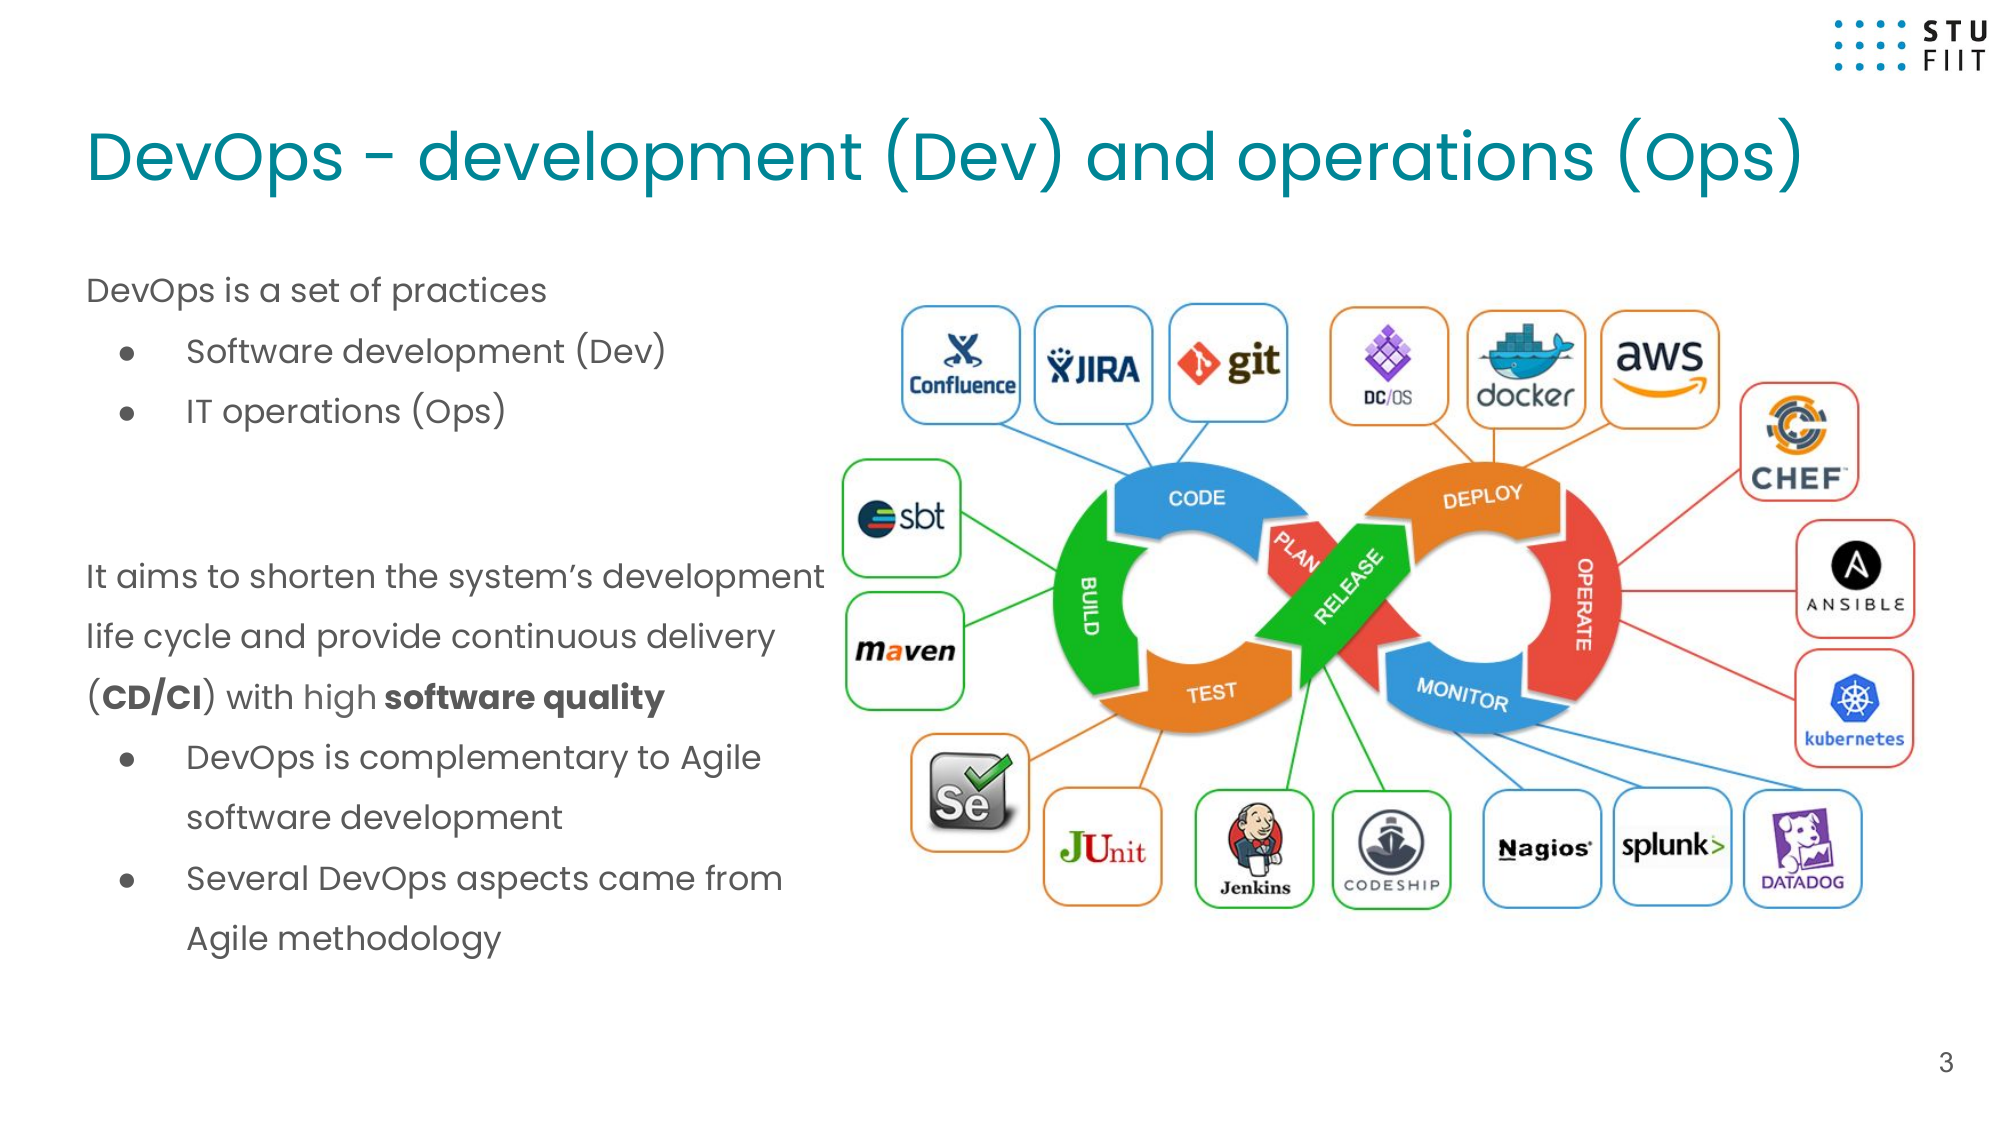 STU
FIIT
DevOps - development (Dev) and operations (Ops)
DevOps is a set of practices
● Software development (Dev)
● IT operations (Ops)
It aims to shorten the system’s development
life cycle and provide continuous delivery
(CD/CI) with high software quality
● DevOps is complementary to Agile
software development
● Several DevOps aspects came from
Agile methodology
Confluence
JIRA
git
DC/OS
docker
aws
CHEF™
sbt
maven
CODE
DEPLOY
PLAN
RELEASE
BUILD
OPERATE
TEST
MONITOR
ANSIBLE
kubernetes
Se
JUnit
Jenkins
CODESHIP
Nagios®
splunk>
DATADOG
3